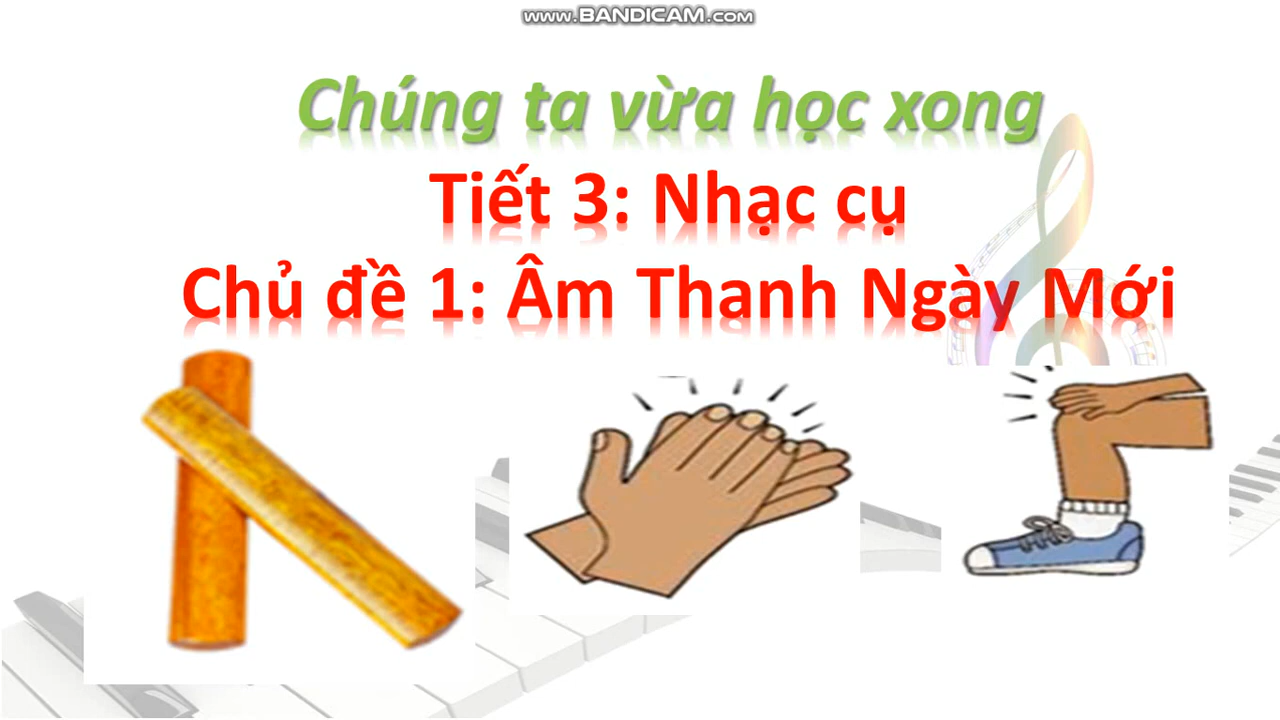 www.BANDICAM.com
Chúng ta vừa học xong
Tiết 3: Nhạc cụ
Chủ đề 1: Âm Thanh Ngày Mới